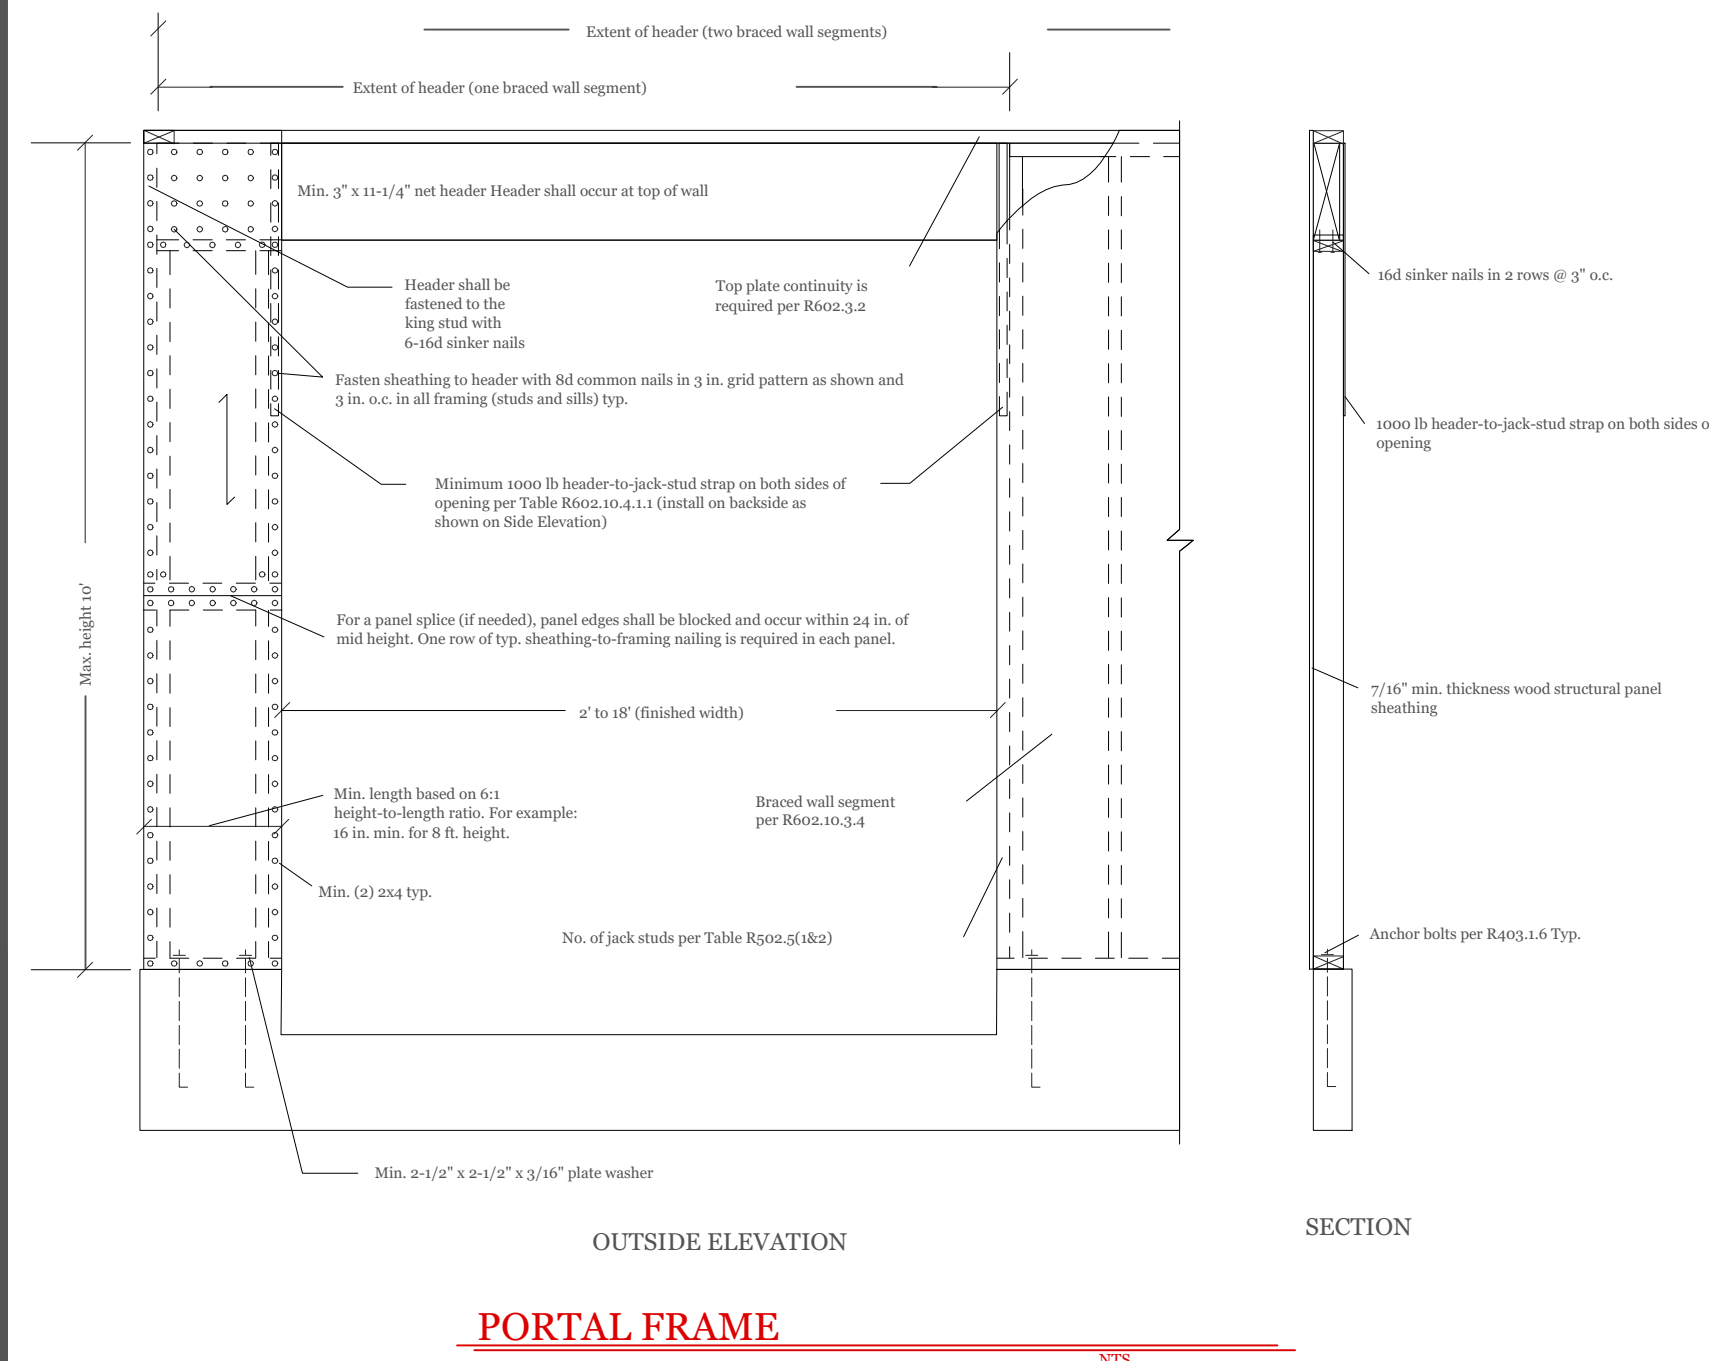 Extent of header (two braced wall segments)
Extent of header (one braced wall segment)
Min. 3" x 11-1/4" net header Header shall occur at top of wall
Header shall be
fastened to the
king stud with
6-16d sinker nails
Top plate continuity is
required per R602.3.2
16d sinker nails in 2 rows @ 3" o.c.
Fasten sheathing to header with 8d common nails in 3 in. grid pattern as shown and
3 in. o.c. in all framing (studs and sills) typ.
1000 lb header-to-jack-stud strap on both sides o
opening
Minimum 1000 lb header-to-jack-stud strap on both sides of
opening per Table R602.10.4.1.1 (install on backside as
shown on Side Elevation)
Max. height 10'
For a panel splice (if needed), panel edges shall be blocked and occur within 24 in. of
mid height. One row of typ. sheathing-to-framing nailing is required in each panel.
7/16" min. thickness wood structural panel
sheathing
2' to 18' (finished width)
Min. length based on 6:1
height-to-length ratio. For example:
16 in. min. for 8 ft. height.
Braced wall segment
per R602.10.3.4
Min. (2) 2x4 typ.
No. of jack studs per Table R502.5(1&2)
Anchor bolts per R403.1.6 Typ.
Min. 2-1/2" x 2-1/2" x 3/16" plate washer
OUTSIDE ELEVATION
SECTION
PORTAL FRAME
NTS